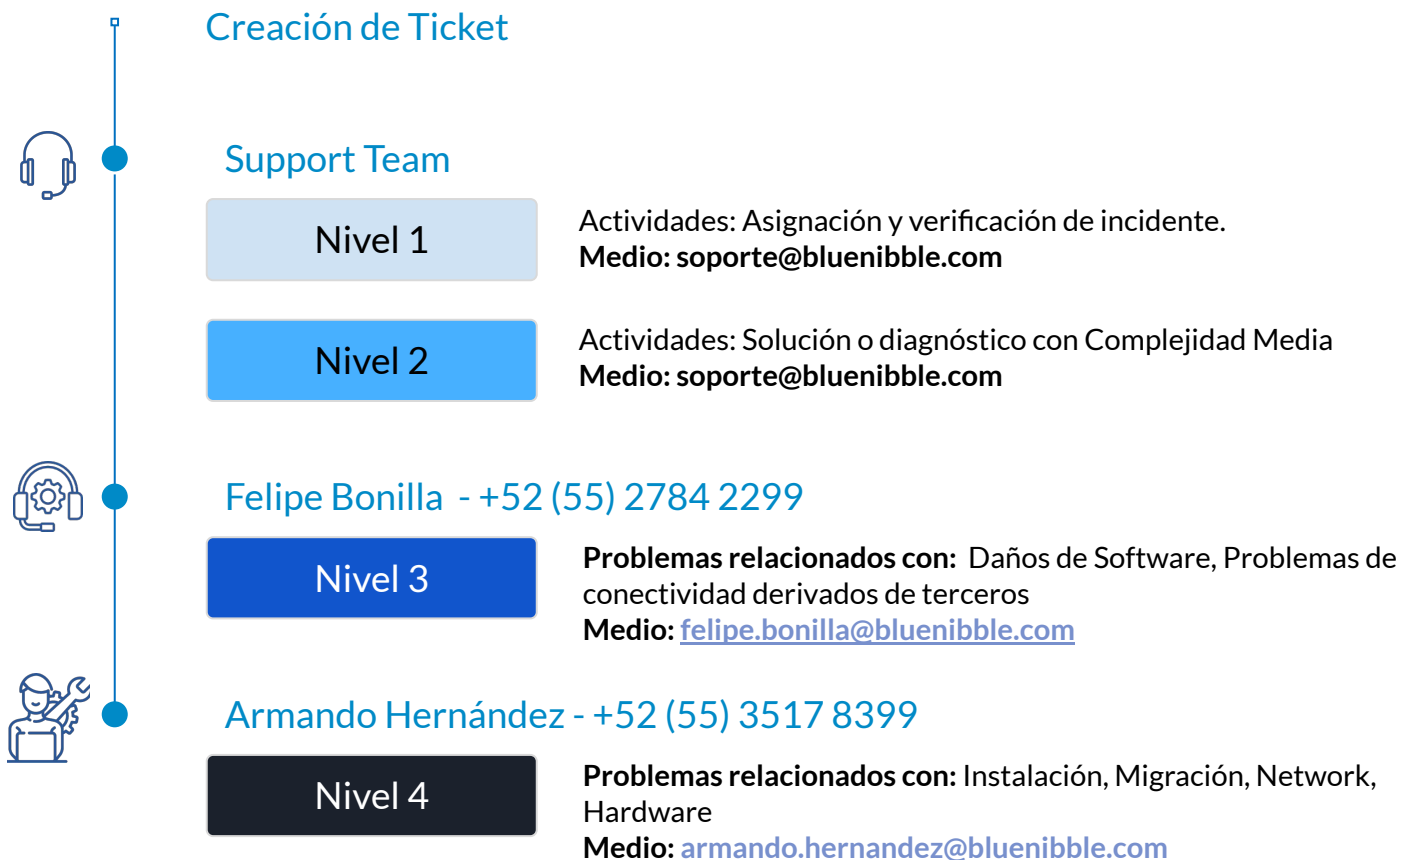 Creación de Ticket
Support Team
Nivel 1
Actividades: Asignación y verificación de incidente.
Medio: soporte@bluenibble.com
Nivel 2
Actividades: Solución o diagnóstico con Complejidad Media
Medio: soporte@bluenibble.com
Felipe Bonilla - +52 (55) 2784 2299
Nivel 3
Problemas relacionados con: Daños de Software, Problemas de
conectividad derivados de terceros
Medio: felipe.bonilla@bluenibble.com
Armando Hernández - +52 (55) 3517 8399
Nivel 4
Problemas relacionados con: Instalación, Migración, Network,
Hardware
Medio: armando.hernandez@bluenibble.com